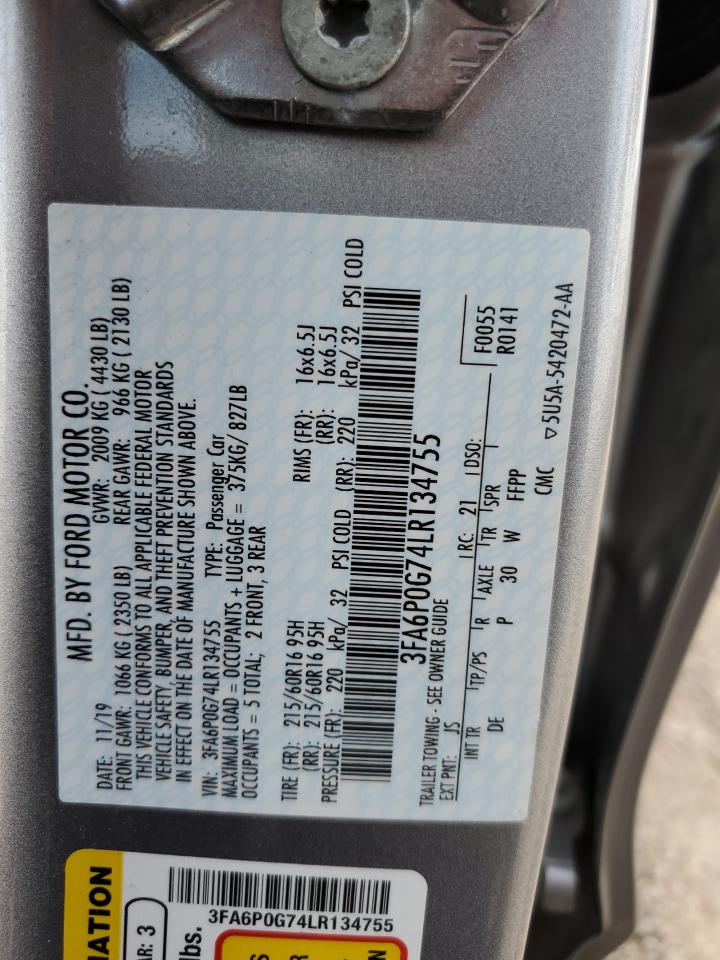 MFD. BY FORD MOTOR CO.
DATE: 11/19 GVWR: 2009 KG ( 4430 LB)
FRONT GAWR: 1066 KG ( 2350 LB) REAR GAWR: 966 KG ( 2130 LB)
THIS VEHICLE CONFORMS TO ALL APPLICABLE FEDERAL MOTOR
VEHICLE SAFETY, BUMPER, AND THEFT PREVENTION STANDARDS
IN EFFECT ON THE DATE OF MANUFACTURE SHOWN ABOVE.
VIN: 3FA6P0G74LR134755 TYPE: Passenger Car
MAXIMUM LOAD = OCCUPANTS + LUGGAGE = 375KG/ 827LB
OCCUPANTS = 5 TOTAL; 2 FRONT, 3 REAR
TIRE (FR): 215/60R16 95H RIMS (FR): 16x6.5J
(RR): 215/60R16 95H (RR): 16x6.5J
PRESSURE (FR): 220 kPa/ 32 PSI COLD (RR): 220 kPa/ 32 PSI COLD
3FA6P0G74LR134755
TRAILER TOWING - SEE OWNER GUIDE F0055
R0141
EXT PNT: JS RC: 21 DSO:
INT TR TP/PS R AXLE TR SPR
DE P 30 W FFPP
CMC ▽5U5A-5420472-AA
MATION
AR: 3
lbs.
3FA6P0G74LR134755